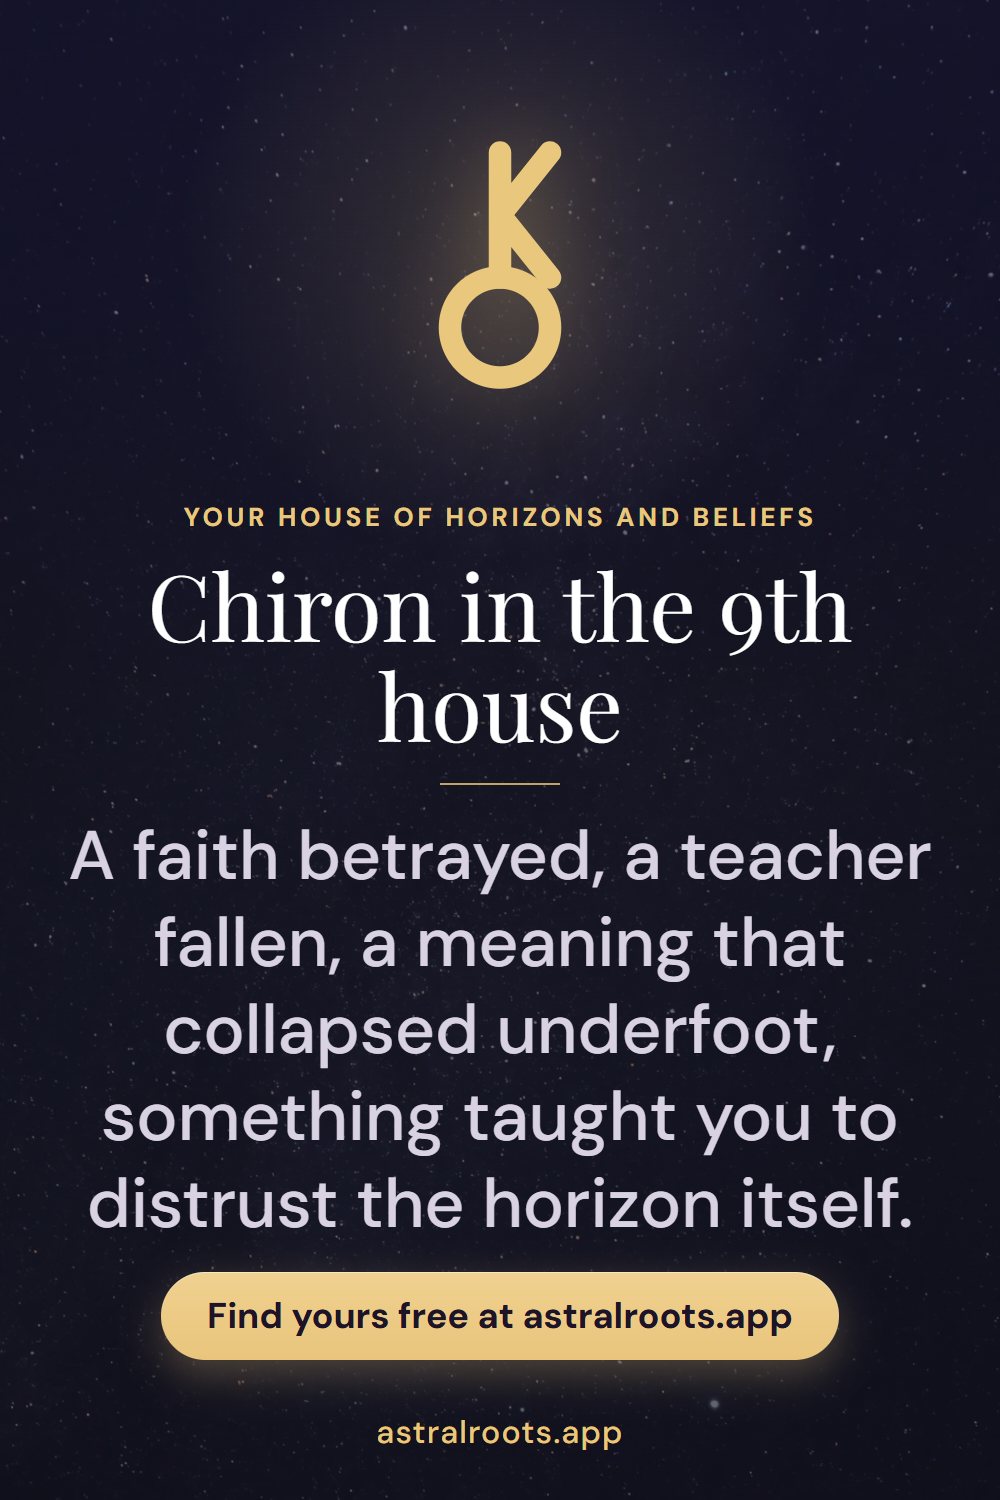 YOUR HOUSE OF HORIZONS AND BELIEFS
Chiron in the 9th
house
A faith betrayed, a teacher
fallen, a meaning that
collapsed underfoot,
something taught you to
distrust the horizon itself.
Find yours free at astralroots.app
astralroots.app